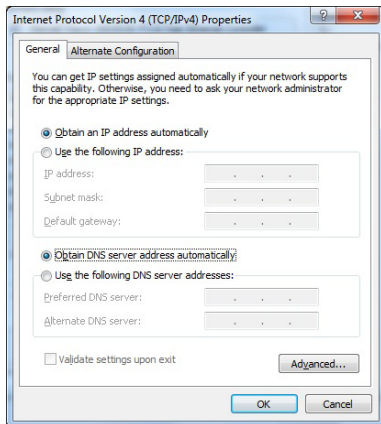 Internet Protocol Version 4 (TCP/IPv4) Properties
General Alternate Configuration
You can get IP settings assigned automatically if your network supports
this capability. Otherwise, you need to ask your network administrator
for the appropriate IP settings.
Obtain an IP address automatically
Use the following IP address:
IP address:
Subnet mask:
Default gateway:
Obtain DNS server address automatically
Use the following DNS server addresses:
Preferred DNS server:
Alternate DNS server:
Validate settings upon exit
Advanced...
OK Cancel